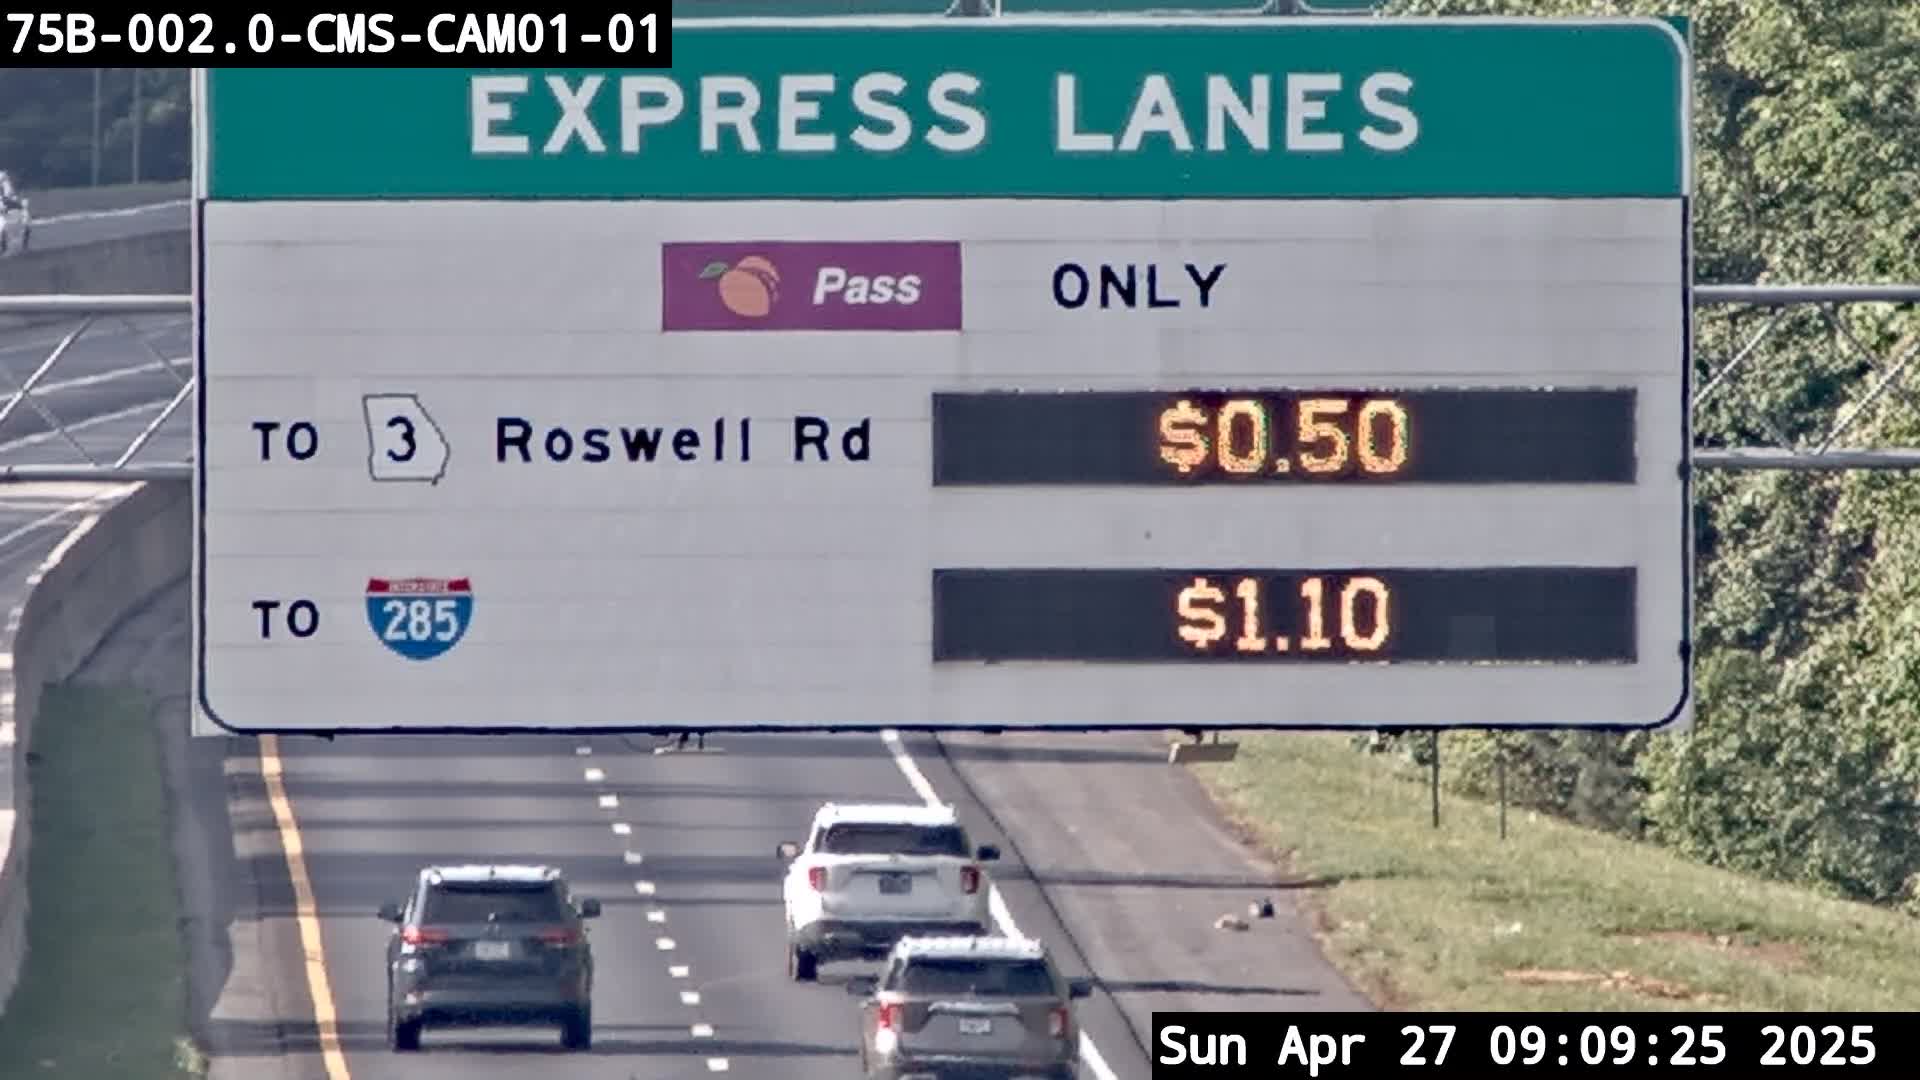 75B-002.0-CMS-CAM01-01
EXPRESS LANES
Pass ONLY
TO 3 Roswell Rd $0.50
TO 285 $1.10
Sun Apr 27 09:09:25 2025